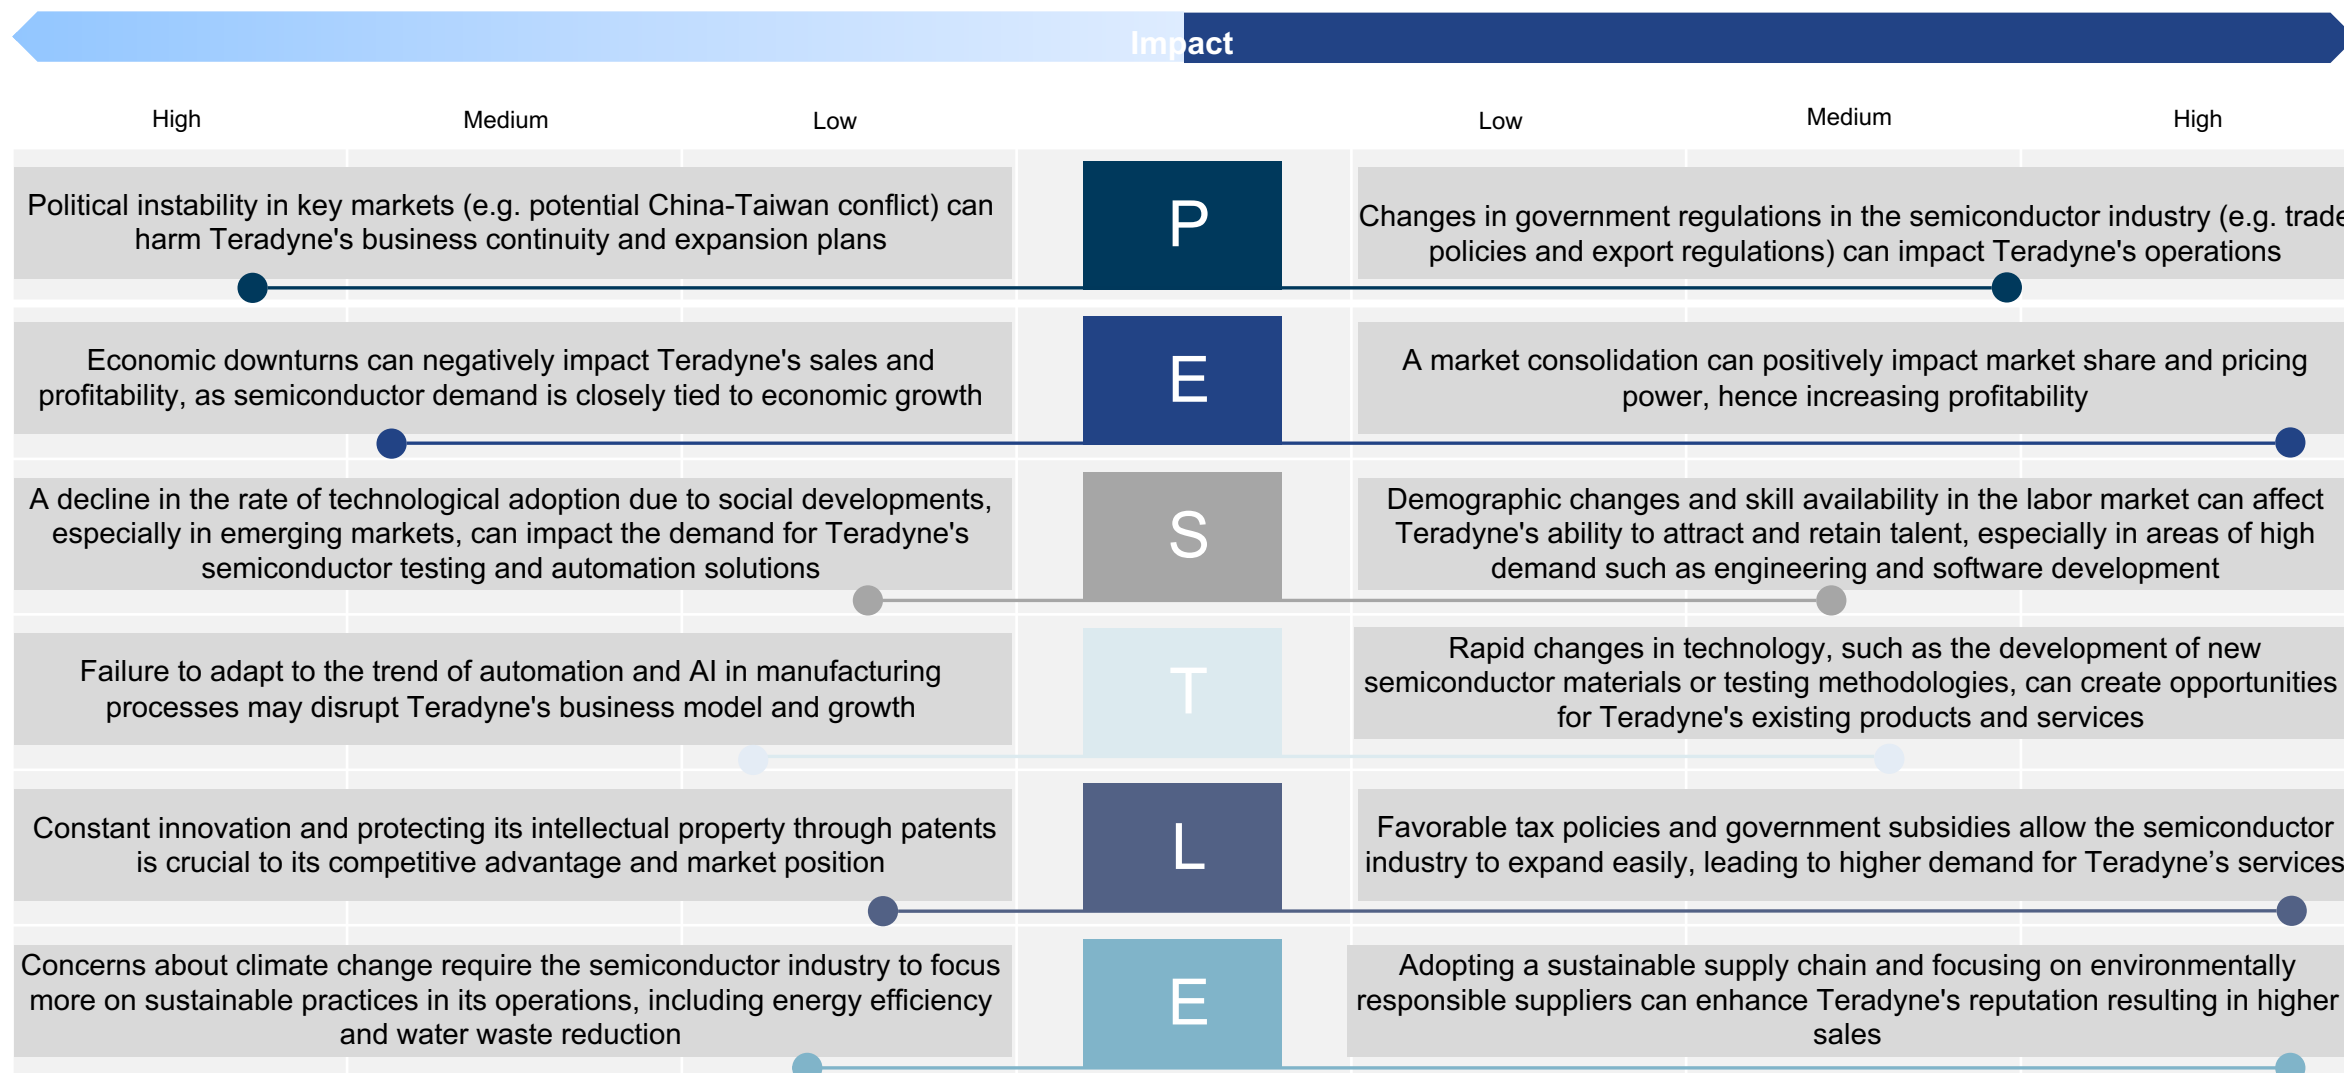 Impact
High
Medium
Low
Low
Medium
High
Political instability in key markets (e.g. potential China-Taiwan conflict) can
harm Teradyne's business continuity and expansion plans
P
Changes in government regulations in the semiconductor industry (e.g. trade
policies and export regulations) can impact Teradyne's operations
Economic downturns can negatively impact Teradyne's sales and
profitability, as semiconductor demand is closely tied to economic growth
E
A market consolidation can positively impact market share and pricing
power, hence increasing profitability
A decline in the rate of technological adoption due to social developments,
especially in emerging markets, can impact the demand for Teradyne's
semiconductor testing and automation solutions
S
Demographic changes and skill availability in the labor market can affect
Teradyne's ability to attract and retain talent, especially in areas of high
demand such as engineering and software development
Failure to adapt to the trend of automation and AI in manufacturing
processes may disrupt Teradyne's business model and growth
T
Rapid changes in technology, such as the development of new
semiconductor materials or testing methodologies, can create opportunities
for Teradyne's existing products and services
Constant innovation and protecting its intellectual property through patents
is crucial to its competitive advantage and market position
L
Favorable tax policies and government subsidies allow the semiconductor
industry to expand easily, leading to higher demand for Teradyne’s services
Concerns about climate change require the semiconductor industry to focus
more on sustainable practices in its operations, including energy efficiency
and water waste reduction
E
Adopting a sustainable supply chain and focusing on environmentally
responsible suppliers can enhance Teradyne's reputation resulting in higher
sales